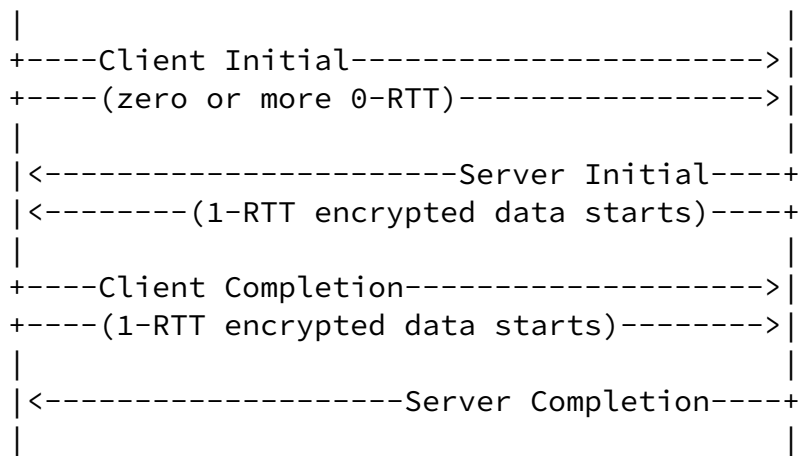 |                                         |
+----Client Initial---------------------->|
+----(zero or more 0-RTT)---------------->|
|                                         |
|<-----------------------Server Initial----+
|<--------(1-RTT encrypted data starts)----+
|                                         |
+----Client Completion------------------->|
+----(1-RTT encrypted data starts)-------->|
|                                         |
|<--------------------Server Completion----+
|                                         |